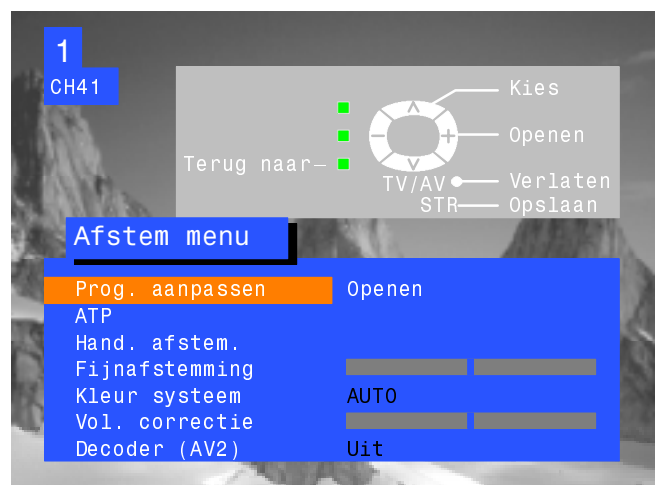 1
CH41
Kies
Openen
Terug naar
TV/AV Verlaten
STR Opslaan
Afstem menu
Prog. aanpassen Openen
ATP
Hand. afstem.
Fijnafstemming
Kleur systeem AUTO
Vol. correctie
Decoder (AV2) Uit